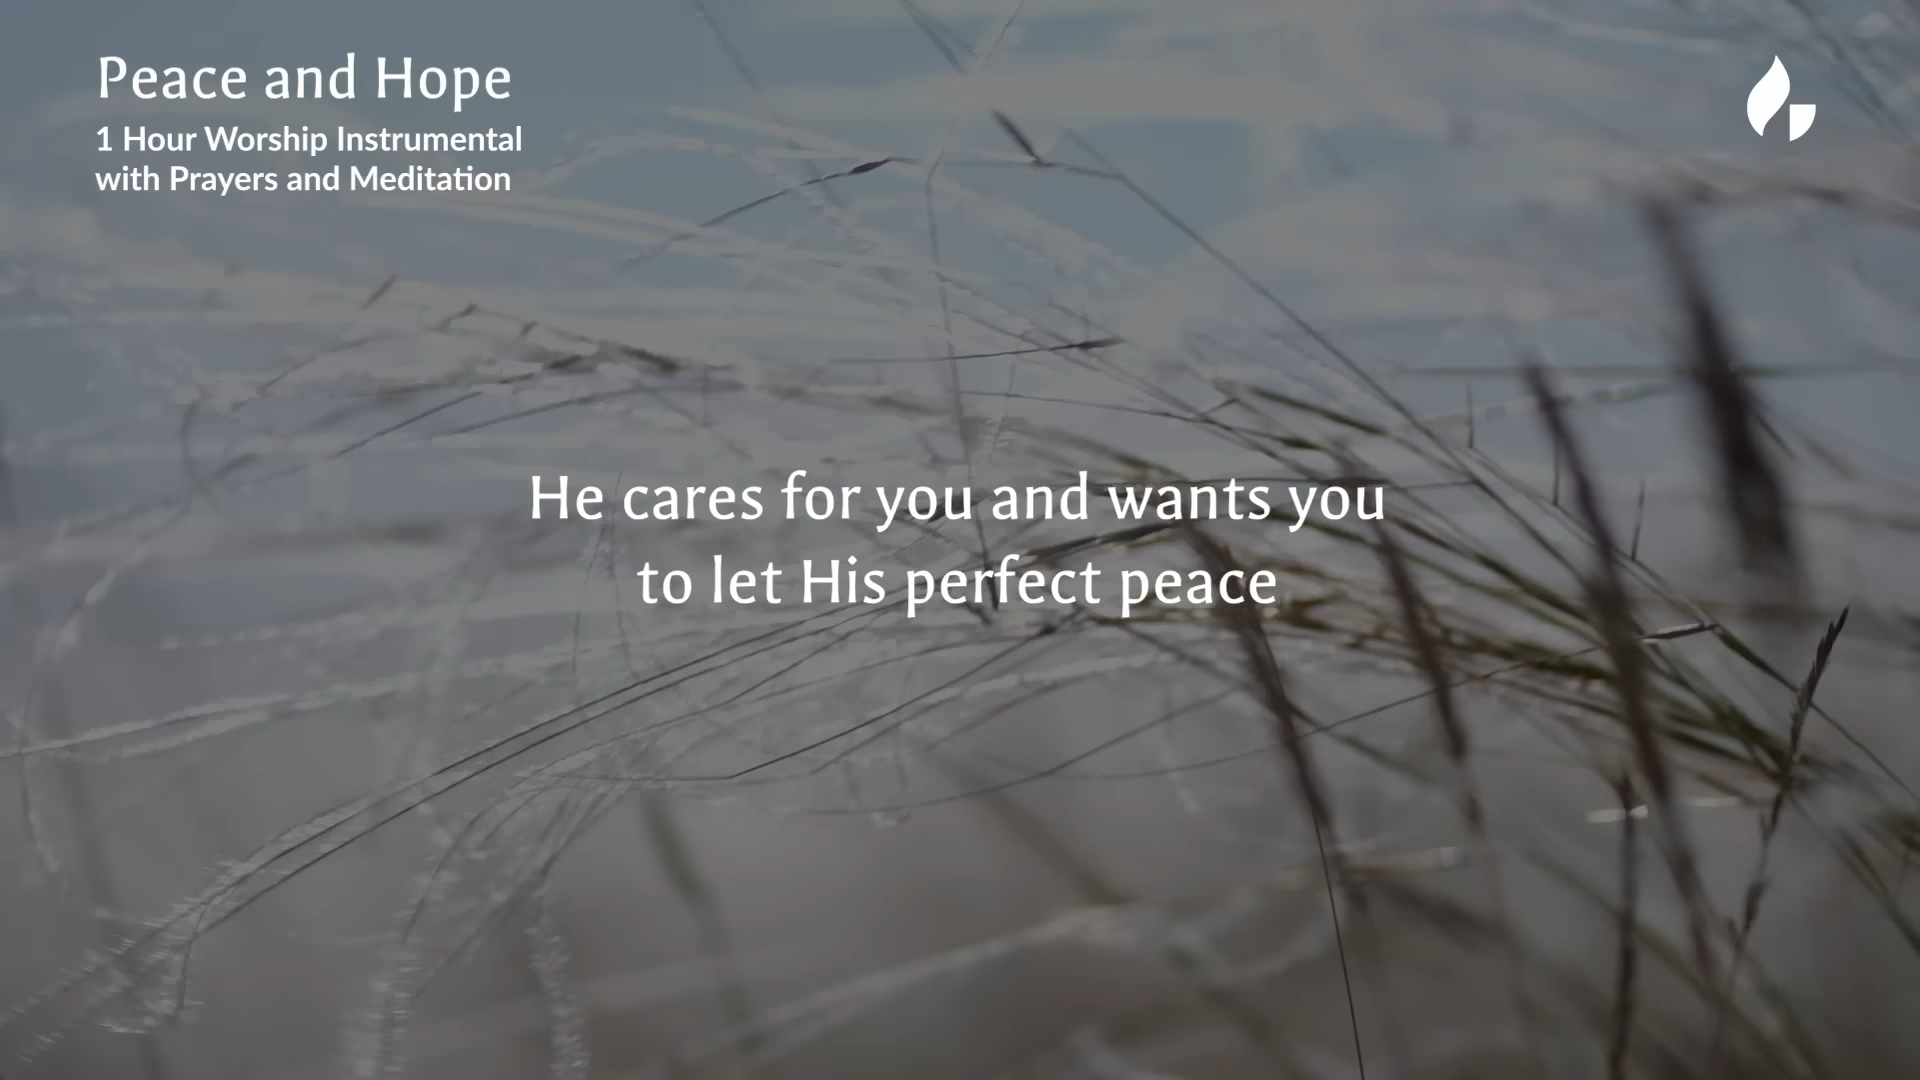 Peace and Hope
1 Hour Worship Instrumental
with Prayers and Meditation
He cares for you and wants you
to let His perfect peace